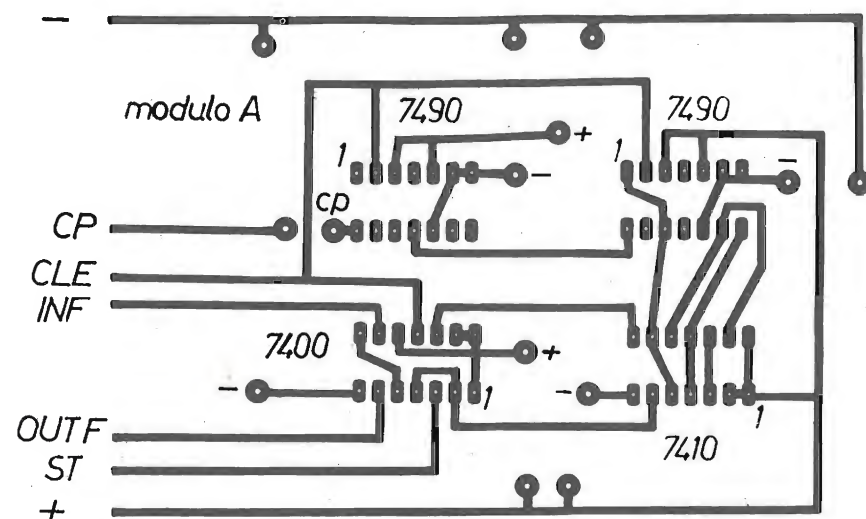 −
modulo A
7490
7490
1
+
1
−
−
cp
CP
CLE
INF
7400
+
−
1
−
1
OUTF
ST
7410
+